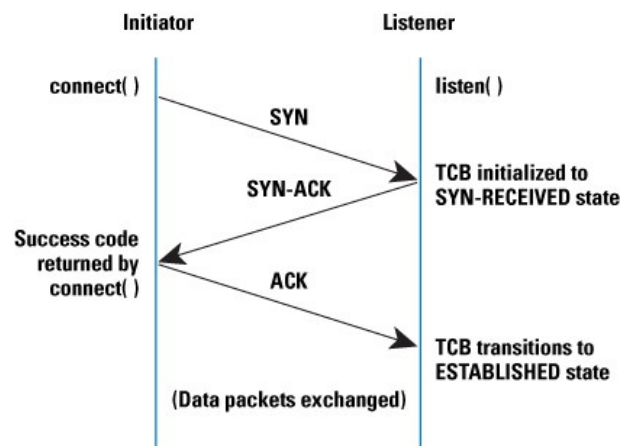 Initiator
Listener
connect( )
listen( )
SYN
TCB initialized to
SYN-RECEIVED state
SYN-ACK
Success code
returned by
connect( )
ACK
TCB transitions to
ESTABLISHED state
(Data packets exchanged)